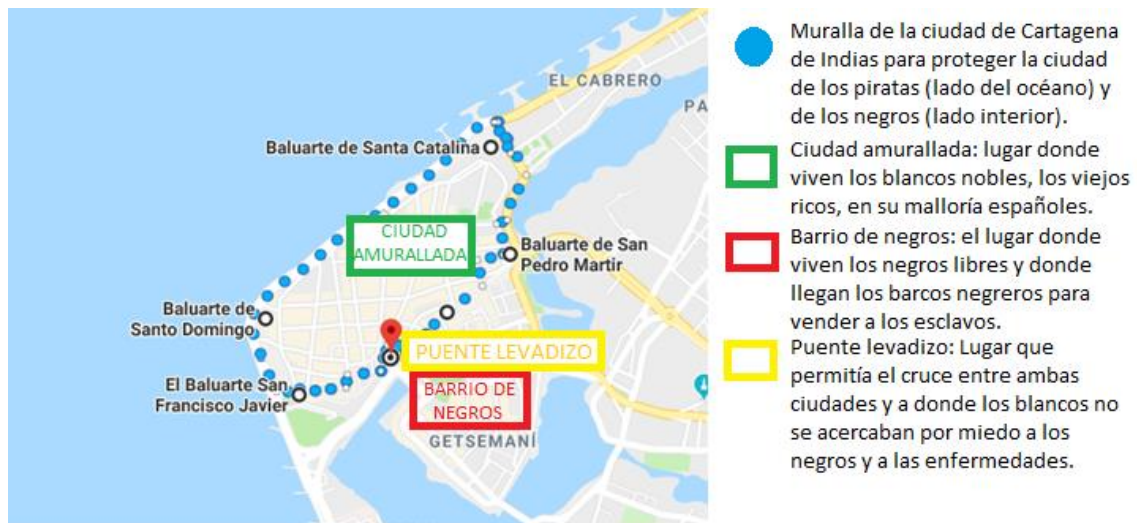 EL CABRERO
PA
Baluarte de Santa Catalina
CIUDAD
AMURALLADA
Baluarte de San
Pedro Martir
Baluarte de
Santo Domingo
PUENTE LEVADIZO
El Baluarte San
Francisco Javier
BARRIO DE
NEGROS
GETSEMANÍ
Muralla de la ciudad de Cartagena
de Indias para proteger la ciudad
de los piratas (lado del océano) y
de los negros (lado interior).
Ciudad amurallada: lugar donde
viven los blancos nobles, los viejos
ricos, en su malloría españoles.
Barrio de negros: el lugar donde
viven los negros libres y donde
llegan los barcos negreros para
vender a los esclavos.
Puente levadizo: Lugar que
permitía el cruce entre ambas
ciudades y a donde los blancos no
se acercaban por miedo a los
negros y a las enfermedades.